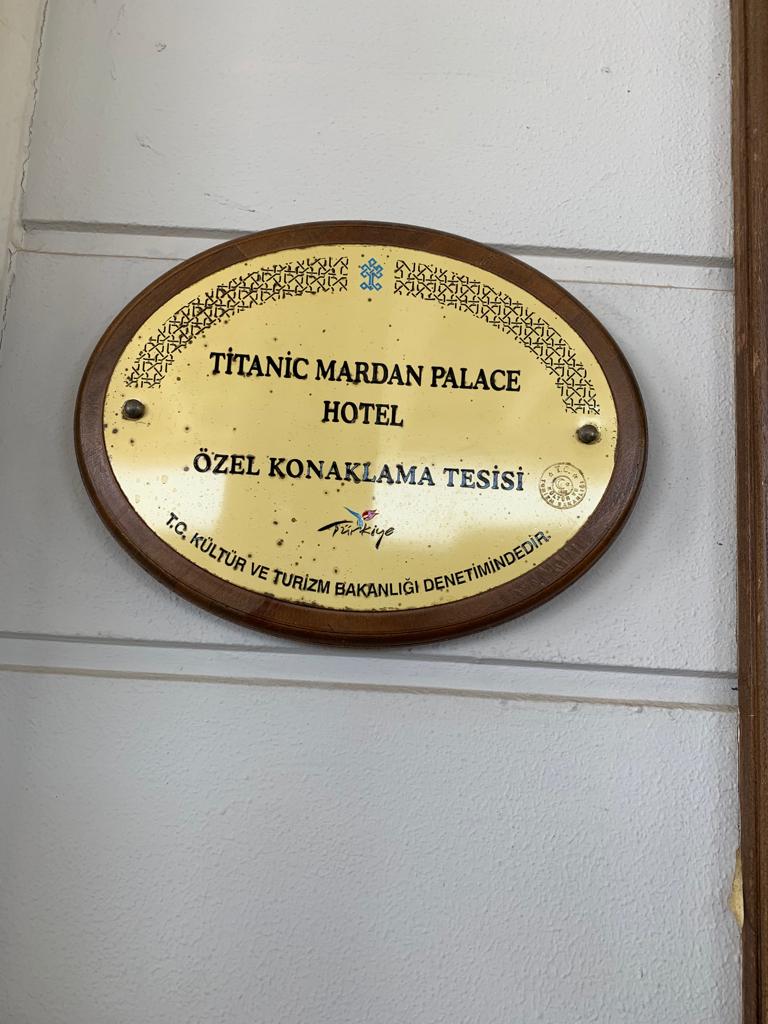 TİTANİC MARDAN PALACE
HOTEL
ÖZEL KONAKLAMA TESİSİ
Türkiye
T.C. KÜLTÜR VE TURİZM BAKANLIĞI DENETİMİNDEDİR.